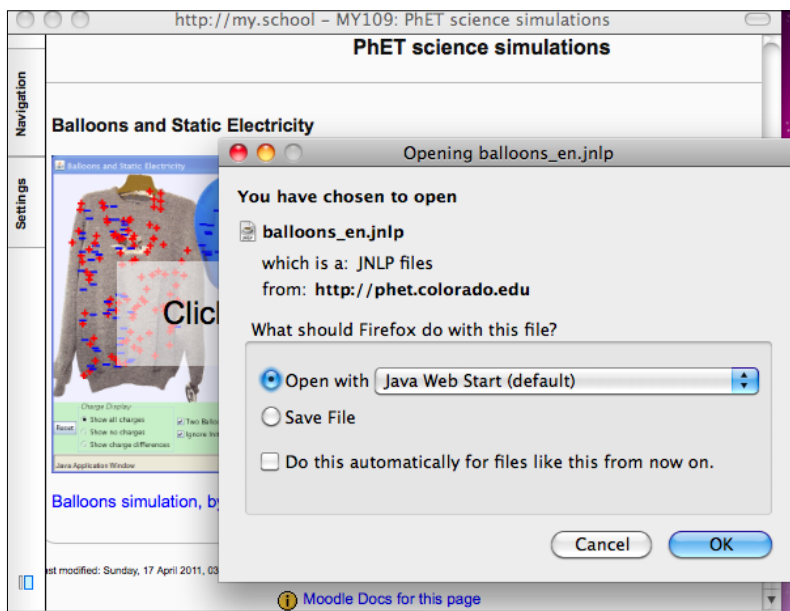 http://my.school – MY109: PhET science simulations
PhET science simulations
Navigation
Settings
Balloons and Static Electricity
Balloons and Static Electricity
Clic
Charge Display
Show all charges
Show no charges
Show charge differences
Reset
Two Ballo
Ignore Init
Java Application Window
Balloons simulation, by
ast modified: Sunday, 17 April 2011, 03
Moodle Docs for this page
Opening balloons_en.jnlp
You have chosen to open
balloons_en.jnlp
which is a: JNLP files
from: http://phet.colorado.edu
What should Firefox do with this file?
Open with Java Web Start (default)
Save File
Do this automatically for files like this from now on.
Cancel OK